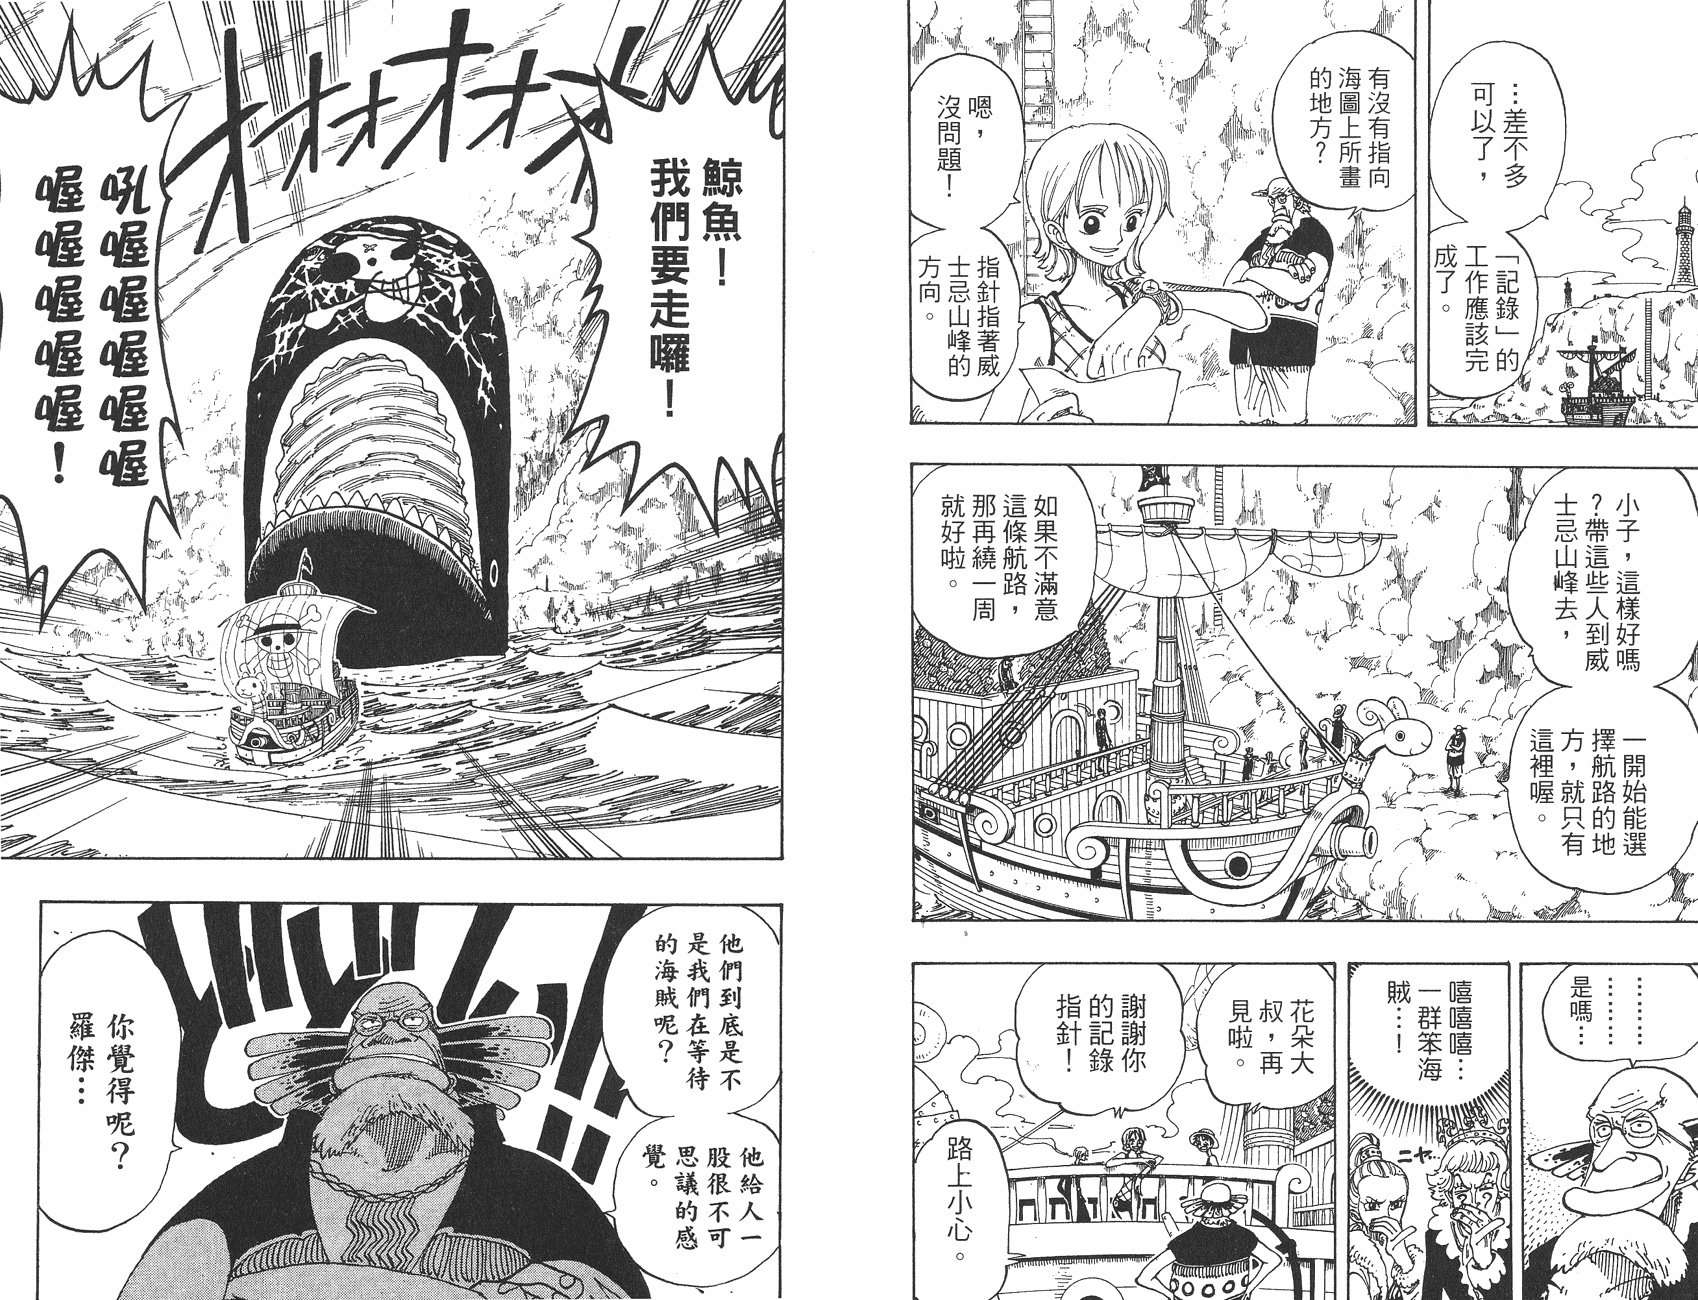 …差不多
可以了，
「記錄」的
工作應該完
成了。
有沒有指向
海圖上所畫
的地方？
嗯，
沒問題！
指針指著威
士忌山峰的
方向。
小子，這樣好嗎
？帶這些人到威
士忌山峰去，
一開始能選
擇航路的地
方，就只有
這裡喔。
如果不滿意
這條航路，
那再繞一周
就好啦。
………
………
是嗎…
嘻嘻嘻…
一群笨海
賊…！
ニヤ…
花朵大
叔，再
見啦。
謝謝你
的記錄
指針！
路上小心。
鯨魚！
我們要走囉！
オオオオオオ
吼喔喔喔喔喔
喔喔喔喔喔！
他們到底是不
是我們在等待
的海賊呢？
他給人一
股很不可
思議的感
覺。
你覺得呢？
羅傑…